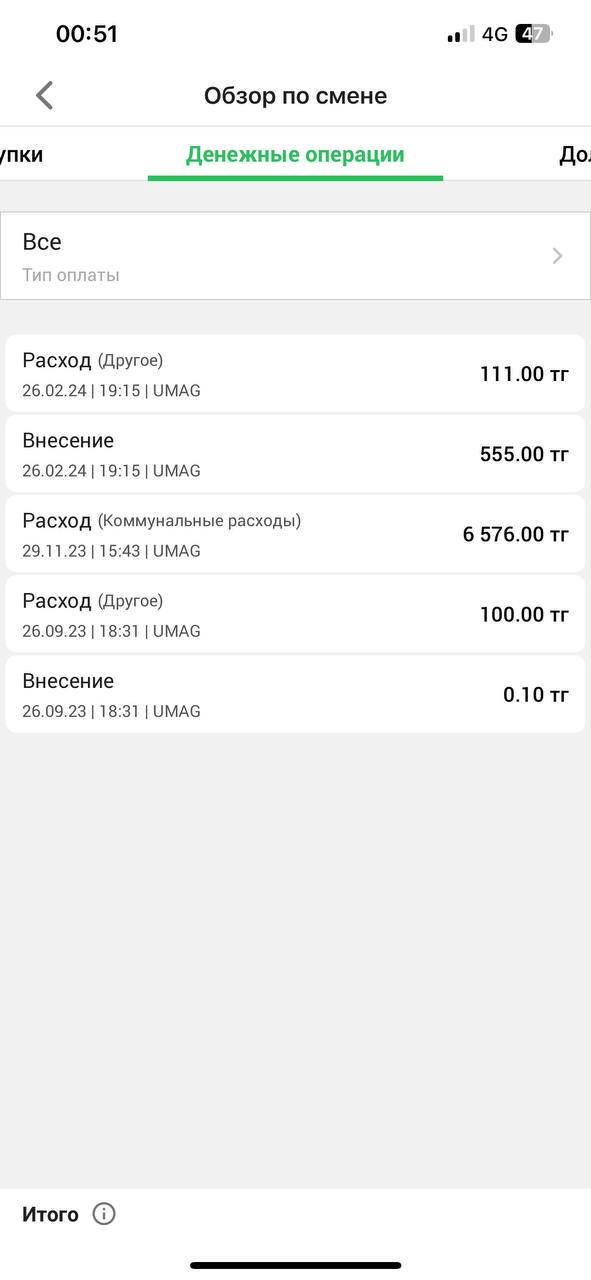 00:51
4G 47
Обзор по смене
упки
Денежные операции
До
Все
Тип оплаты
Расход (Другое)
111.00 тг
26.02.24 | 19:15 | UMAG
Внесение
555.00 тг
26.02.24 | 19:15 | UMAG
Расход (Коммунальные расходы)
6 576.00 тг
29.11.23 | 15:43 | UMAG
Расход (Другое)
100.00 тг
26.09.23 | 18:31 | UMAG
Внесение
0.10 тг
26.09.23 | 18:31 | UMAG
Итого